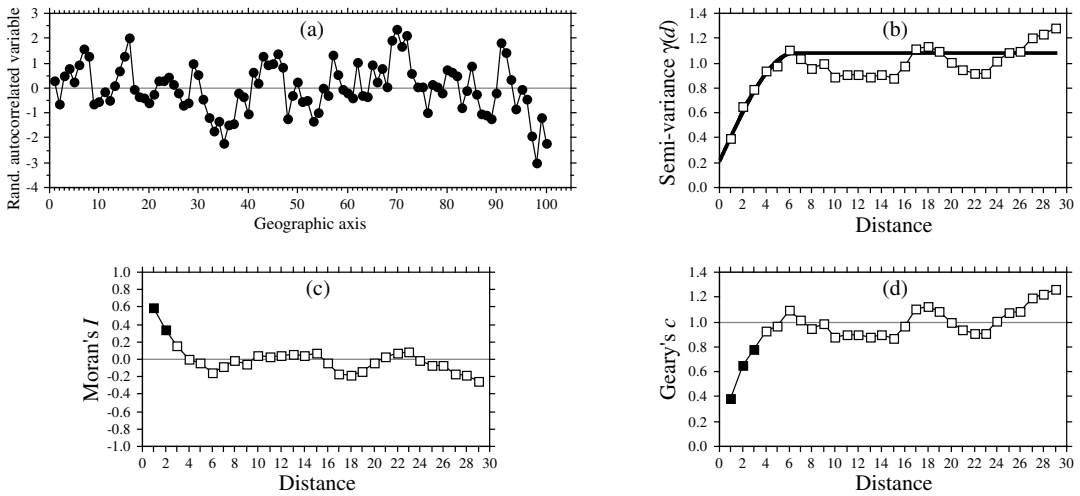 (a)
Rand. autocorrelated variable
3
2
1
0
-1
-2
-3
-4
0 10 20 30 40 50 60 70 80 90 100
Geographic axis
(b)
Semi-variance γ(d)
1.4
1.2
1.0
0.8
0.6
0.4
0.2
0.0
0 2 4 6 8 10 12 14 16 18 20 22 24 26 28 30
Distance
(c)
Moran's I
1.0
0.8
0.6
0.4
0.2
0.0
-0.2
-0.4
-0.6
-0.8
-1.0
0 2 4 6 8 10 12 14 16 18 20 22 24 26 28 30
Distance
(d)
Geary's c
1.4
1.2
1.0
0.8
0.6
0.4
0.2
0.0
0 2 4 6 8 10 12 14 16 18 20 22 24 26 28 30
Distance